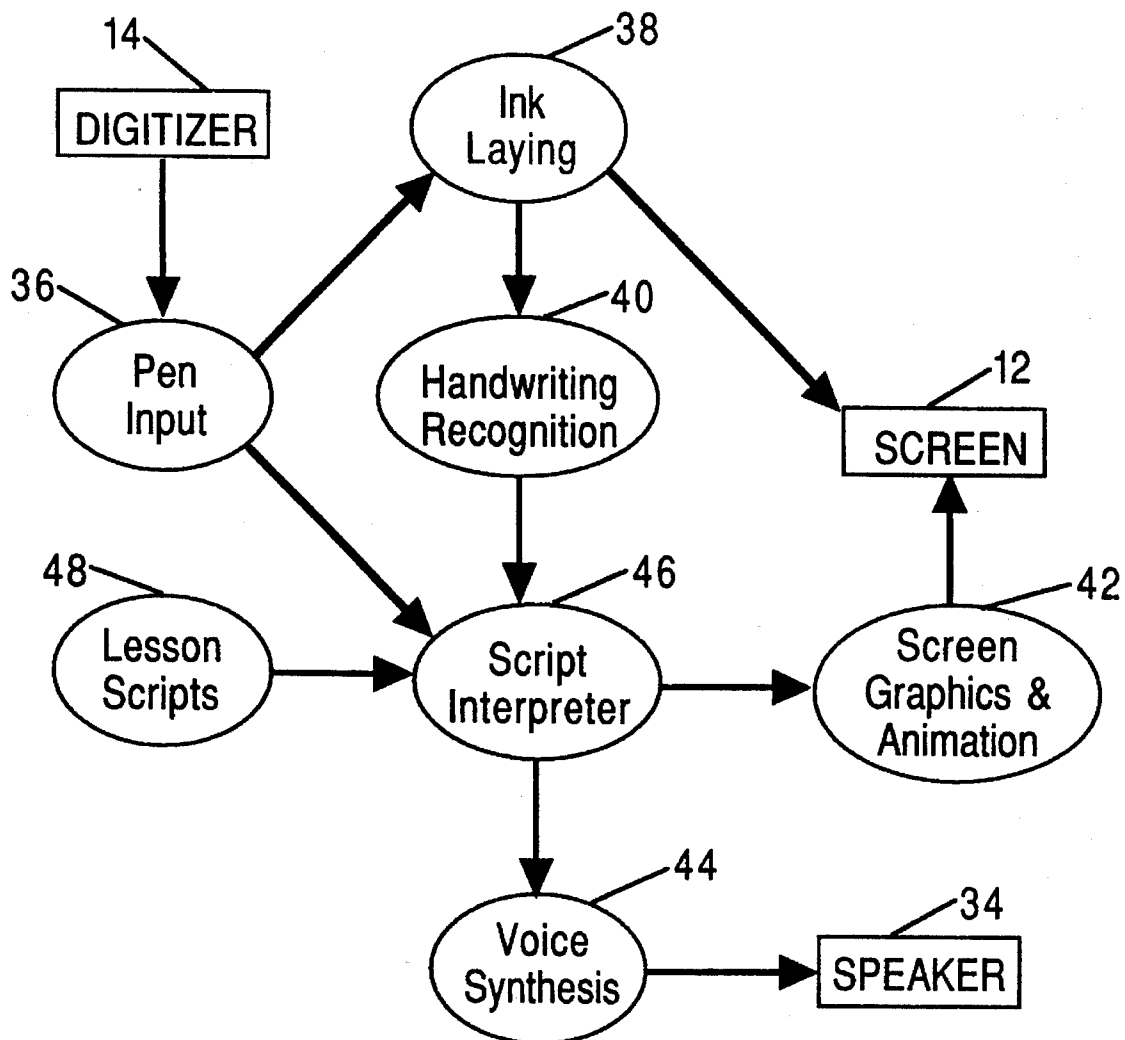 14
DIGITIZER
38
Ink
Laying
36
Pen
Input
40
Handwriting
Recognition
12
SCREEN
48
Lesson
Scripts
46
Script
Interpreter
42
Screen
Graphics &
Animation
44
Voice
Synthesis
34
SPEAKER